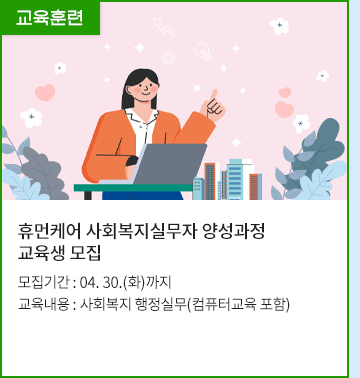 교육훈련
휴먼케어 사회복지실무자 양성과정
교육생 모집
모집기간 : 04. 30.(화)까지
교육내용 : 사회복지 행정실무(컴퓨터교육 포함)